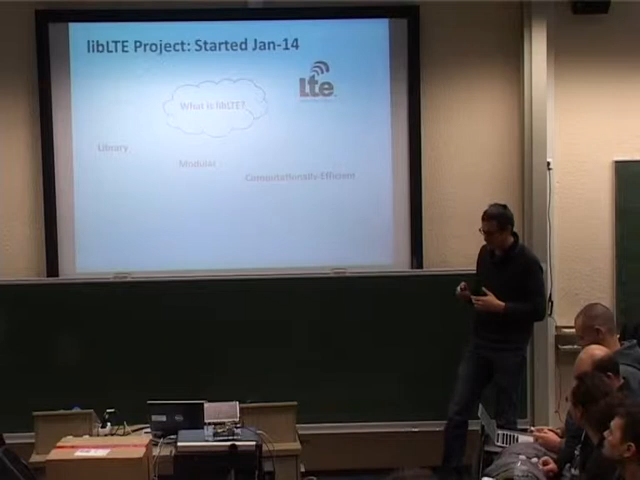 libLTE Project: Started Jan-14
Lte
What is libLTE?
Library
Modular
Computationally-Efficient